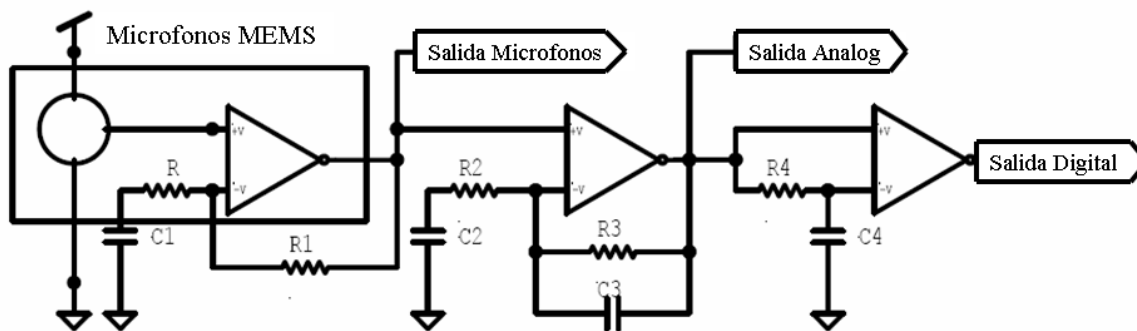 Microfonos MEMS
Salida Microfonos
Salida Analog
+v
-v
R
C1
R1
+v
-v
R2
C2
R3
C3
+v
-v
R4
C4
Salida Digital